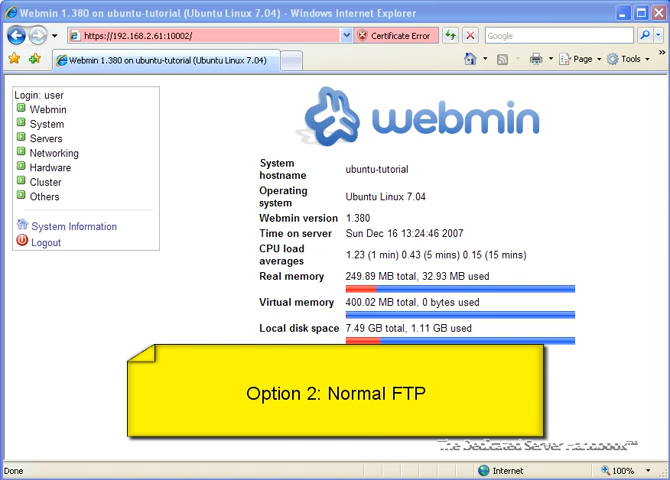 Webmin 1.380 on ubuntu-tutorial (Ubuntu Linux 7.04) - Windows Internet Explorer
https://192.168.2.61:10002/
Certificate Error
Google
Webmin 1.380 on ubuntu-tutorial (Ubuntu Linux 7.04)
Page
Tools
Login: user
Webmin
System
Servers
Networking
Hardware
Cluster
Others
System Information
Logout
webmin
System hostname ubuntu-tutorial
Operating system Ubuntu Linux 7.04
Webmin version 1.380
Time on server Sun Dec 16 13:24:46 2007
CPU load averages 1.23 (1 min) 0.43 (5 mins) 0.15 (15 mins)
Real memory 249.89 MB total, 32.93 MB used
Virtual memory 400.02 MB total, 0 bytes used
Local disk space 7.49 GB total, 1.11 GB used
Option 2: Normal FTP
The Dedicated Server Handbook™
Done
Internet
100%